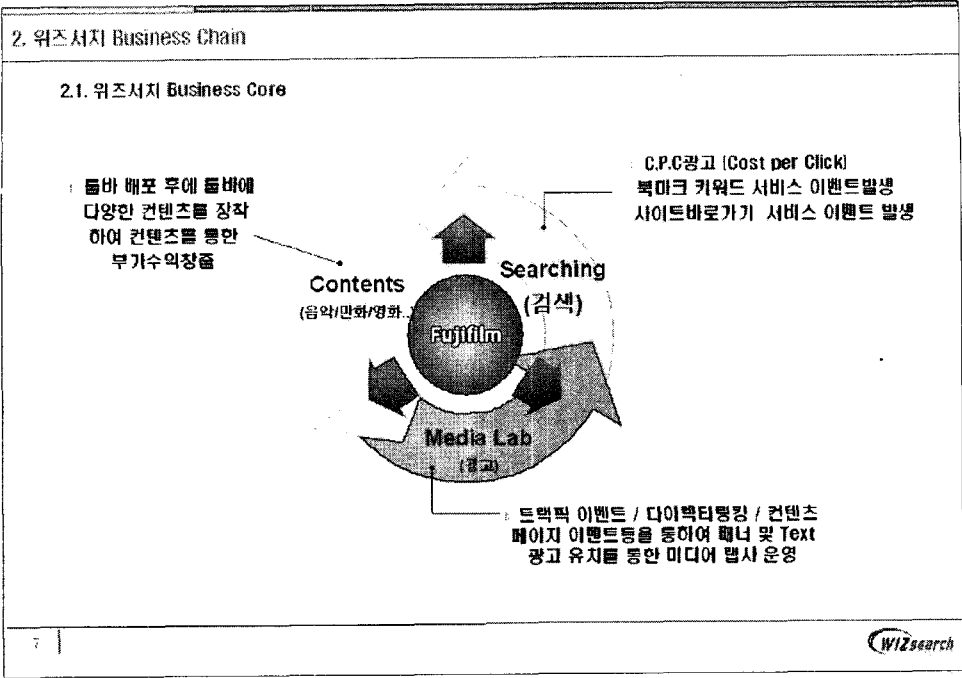 2. 위즈서치 Business Chain
2.1. 위즈서치 Business Core
툴바 배포 후에 툴바에
다양한 컨텐츠를 장착
하여 컨텐츠를 통한
부가수익창출
C.P.C광고 (Cost per Click)
북마크 키워드 서비스 이벤트발생
사이트바로가기 서비스 이벤트 발생
Contents
(음악/만화/영화..)
Searching
(검색)
Fujifilm
Media Lab
(광고)
트랙픽 이벤트 / 다이렉티링킹 / 컨텐츠
페이지 이벤트등을 통하여 배너 및 Text
광고 유치를 통한 미디어 랩사 운영
7
WIZsearch